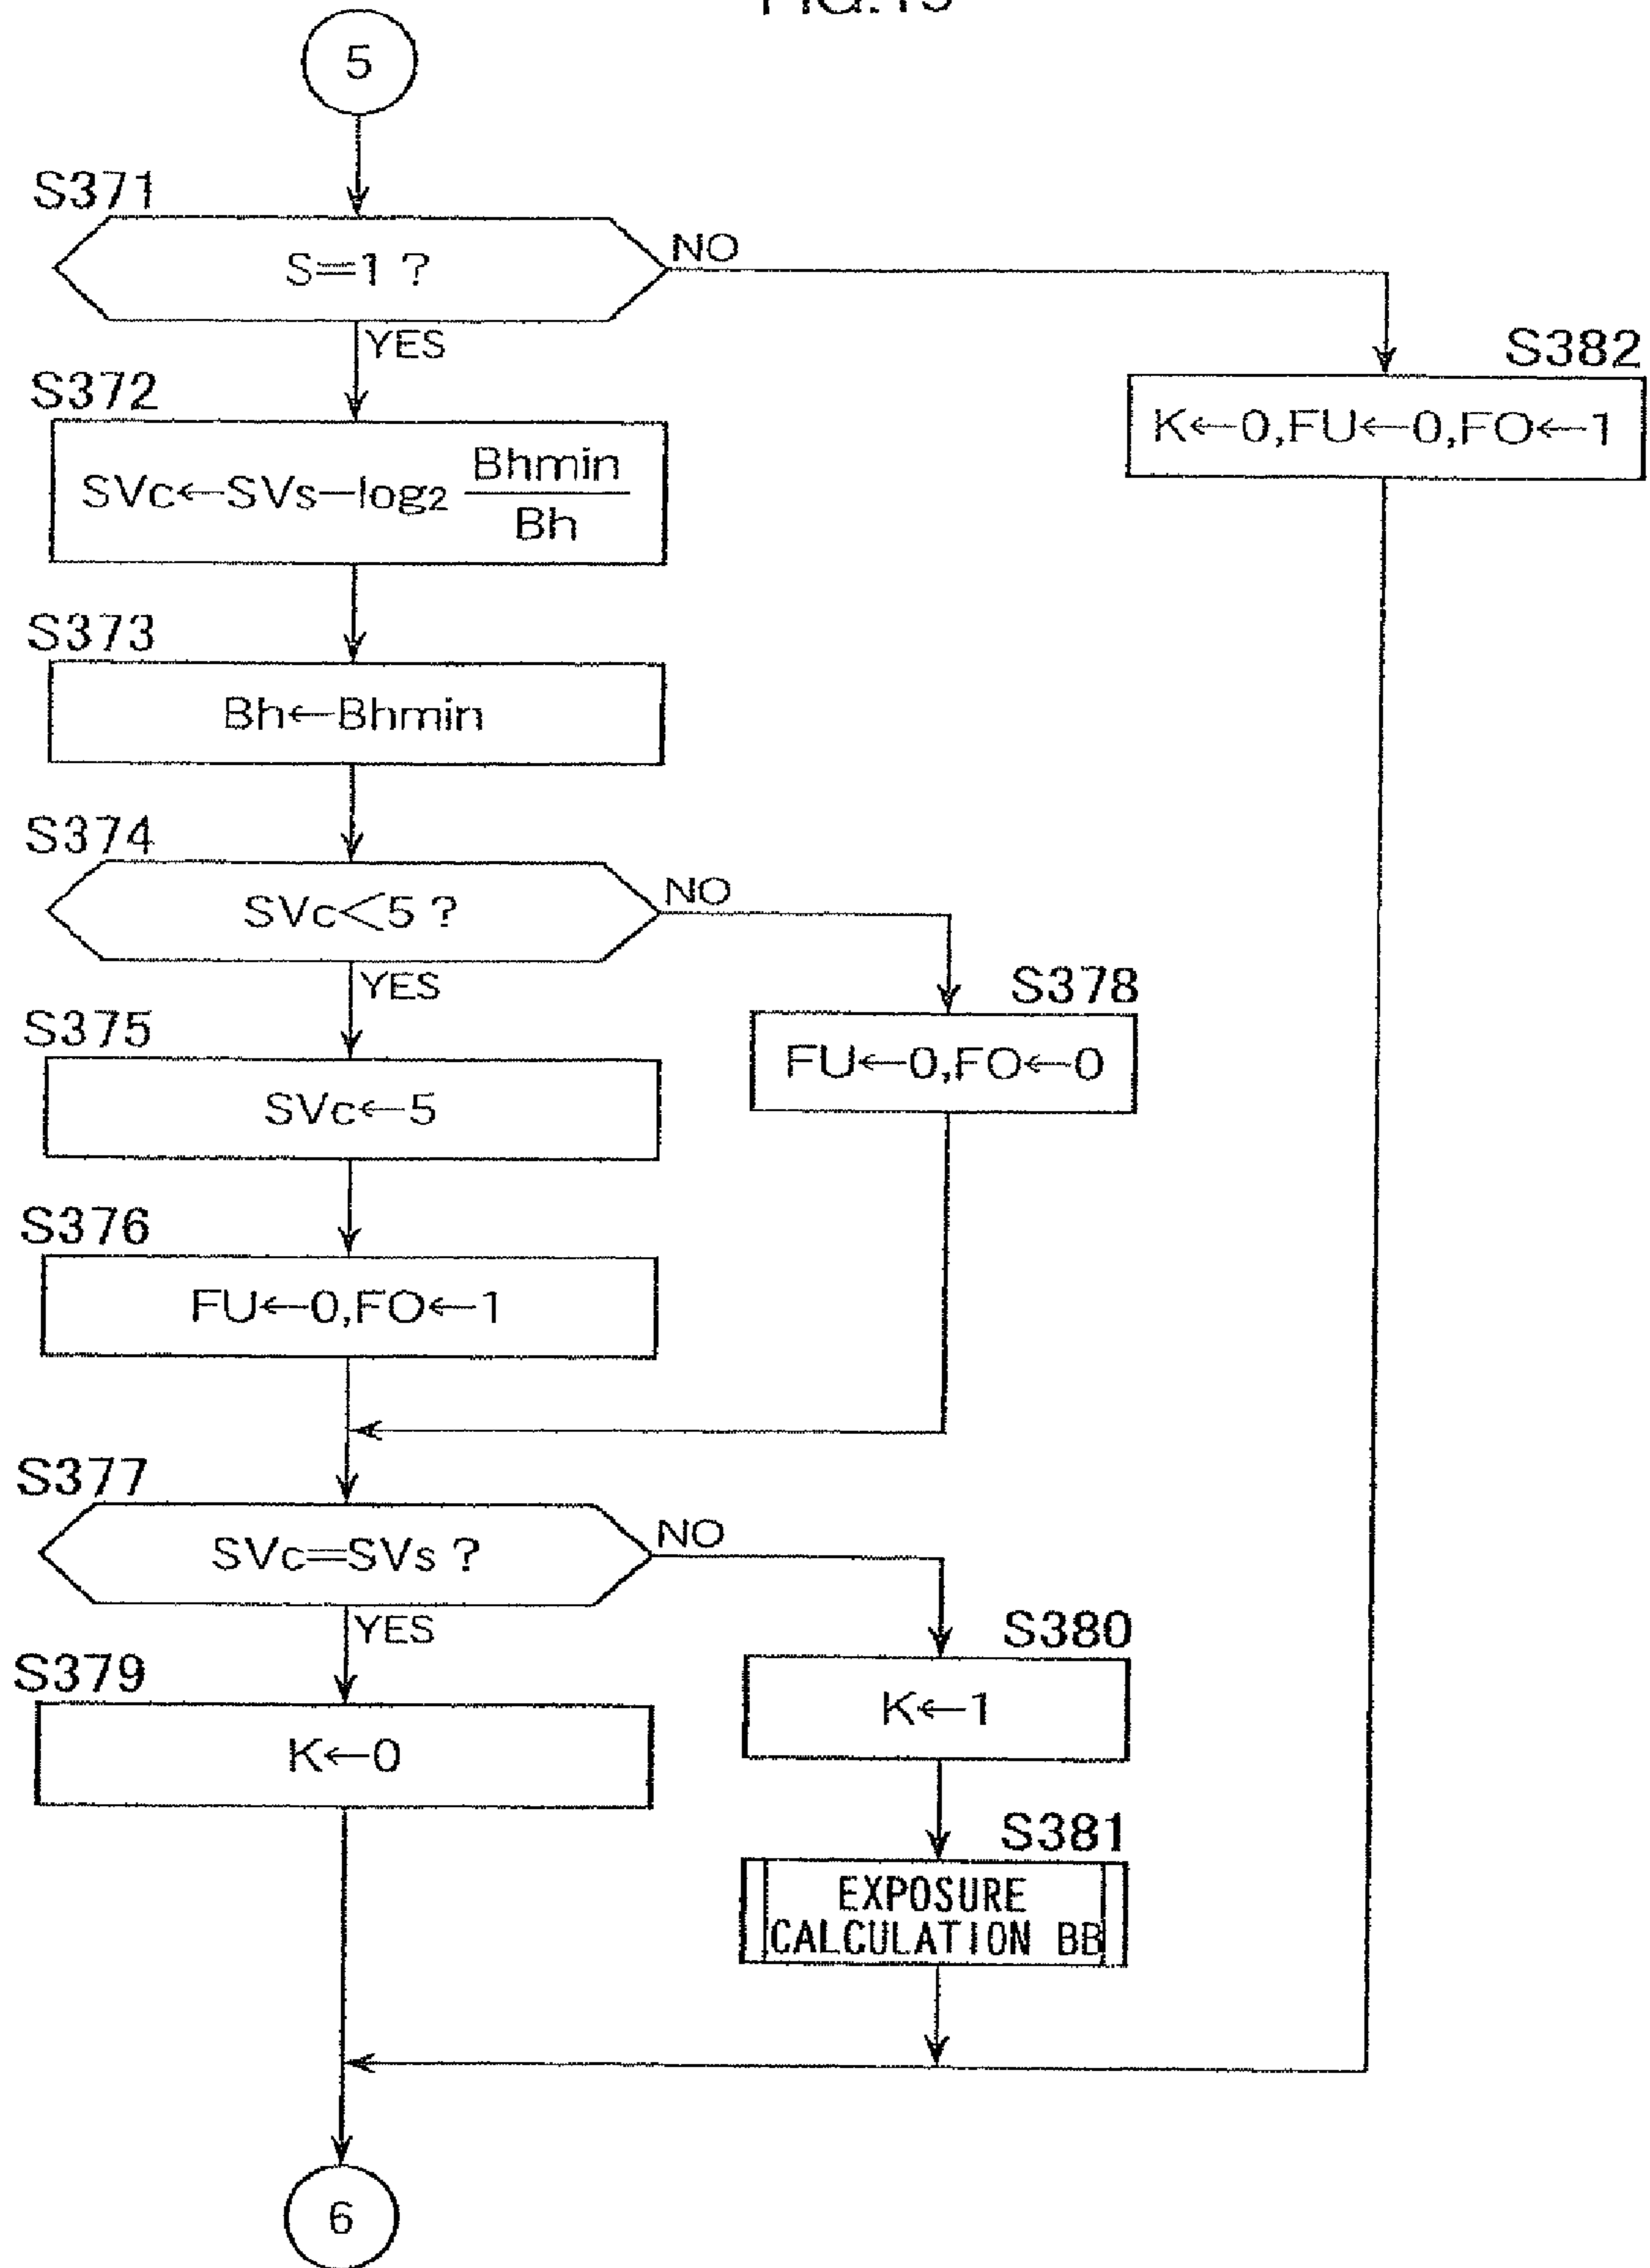 FIG.15
5
S371
S=1 ?
NO
YES
S382
K←0,FU←0,FO←1
S372
SVc←SVs−log₂ Bhmin/Bh
S373
Bh←Bhmin
S374
SVc<5 ?
NO
YES
S378
FU←0,FO←0
S375
SVc←5
S376
FU←0,FO←1
S377
SVc=SVs ?
NO
YES
S380
K←1
S379
K←0
S381
EXPOSURE
CALCULATION BB
6